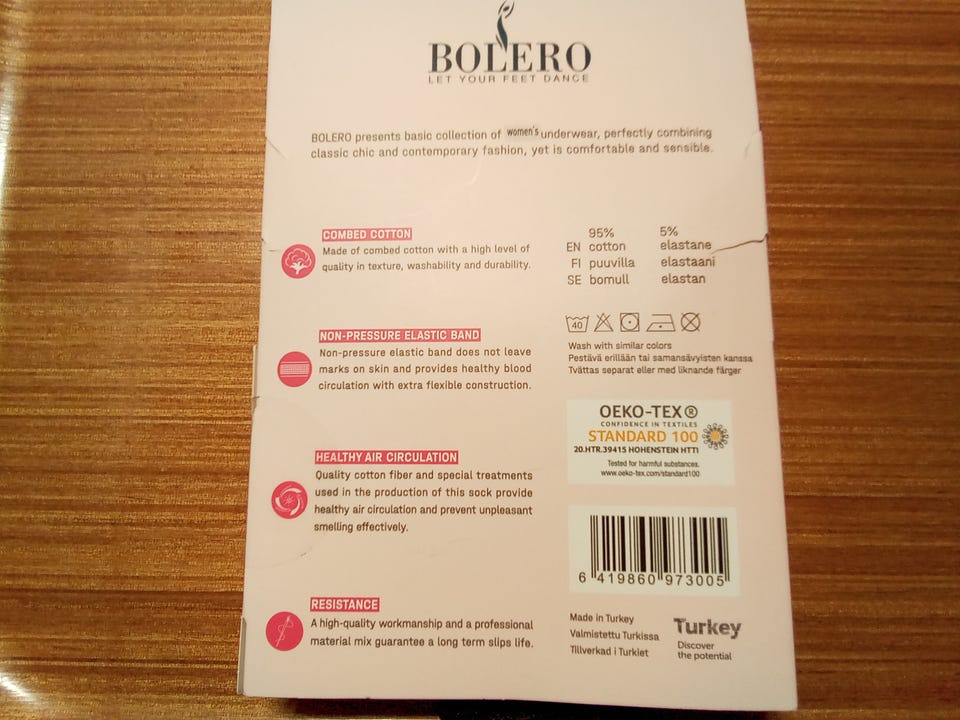 BOLERO
LET YOUR FEET DANCE
BOLERO presents basic collection of women's underwear, perfectly combining
classic chic and contemporary fashion, yet is comfortable and sensible.
COMBED COTTON
Made of combed cotton with a high level of
quality in texture, washability and durability.
NON-PRESSURE ELASTIC BAND
Non-pressure elastic band does not leave
marks on skin and provides healthy blood
circulation with extra flexible construction.
HEALTHY AIR CIRCULATION
Quality cotton fiber and special treatments
used in the production of this sock provide
healthy air circulation and prevent unpleasant
smelling effectively.
RESISTANCE
A high-quality workmanship and a professional
material mix guarantee a long term slips life.
95% 5%
EN cotton elastane
FI puuvilla elastaani
SE bomull elastan
40
Wash with similar colors
Pestävä erillään tai samansävyisten kanssa
Tvättas separat eller med liknande färger
OEKO-TEX®
CONFIDENCE IN TEXTILES
STANDARD 100
20.HTR.39415 HOHENSTEIN HTTI
Tested for harmful substances.
www.oeko-tex.com/standard100
6 419860 973005
Made in Turkey
Valmistettu Turkissa
Tillverkad i Turkiet
Turkey
Discover
the potential